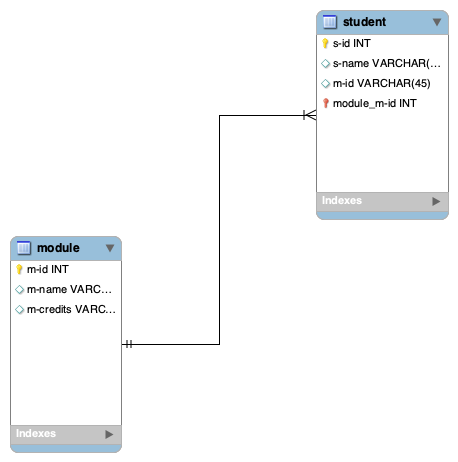 student
s-id INT
s-name VARCHAR(...
m-id VARCHAR(45)
module_m-id INT
Indexes
module
m-id INT
m-name VARC...
m-credits VARC...
Indexes